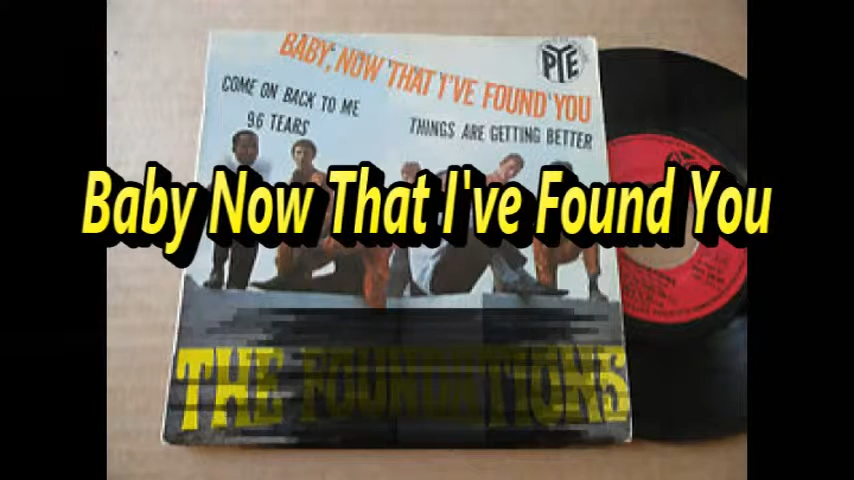 BABY, NOW THAT I'VE FOUND YOU
PYE
COME ON BACK TO ME
96 TEARS
THINGS ARE GETTING BETTER
Baby Now That I've Found You
THE FOUNDATIONS